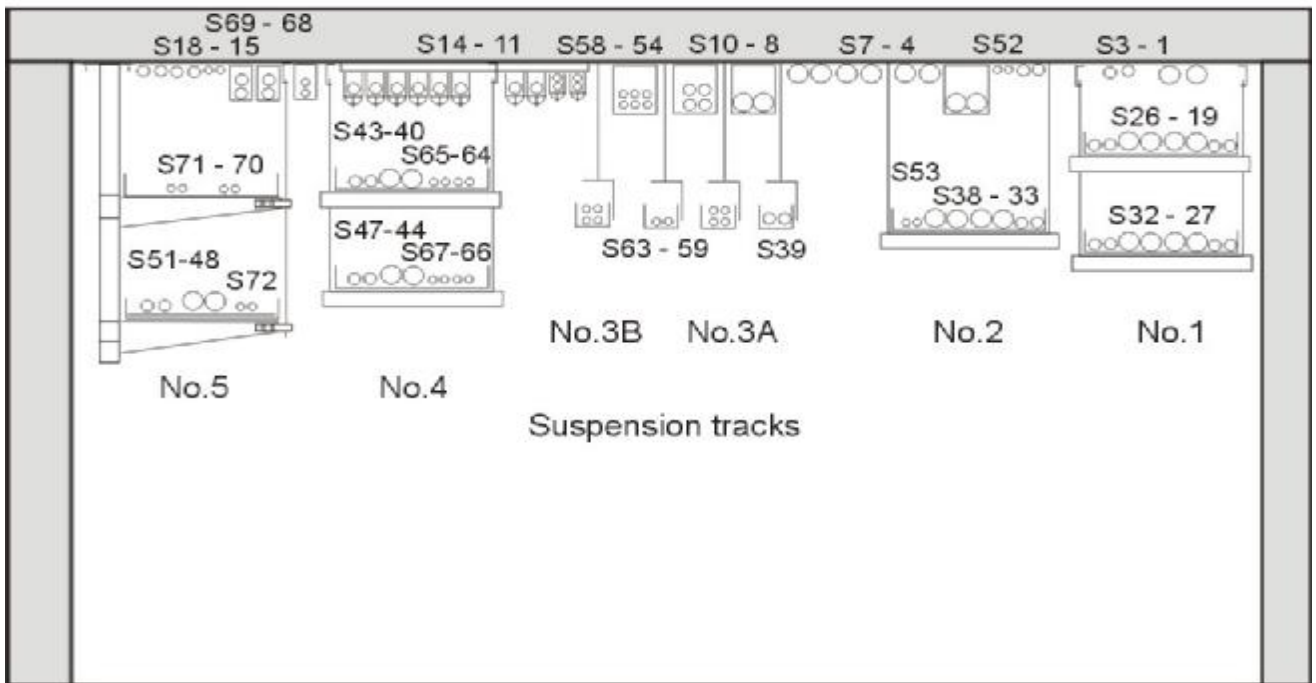 S69 - 68
S18 - 15 S14 - 11 S58 - 54 S10 - 8 S7 - 4 S52 S3 - 1
S43-40 S26 - 19
S65-64
S71 - 70
S53
S38 - 33
S47-44 S32 - 27
S67-66 S63 - 59 S39
S51-48
S72
No.3B No.3A No.2 No.1
No.5 No.4
Suspension tracks